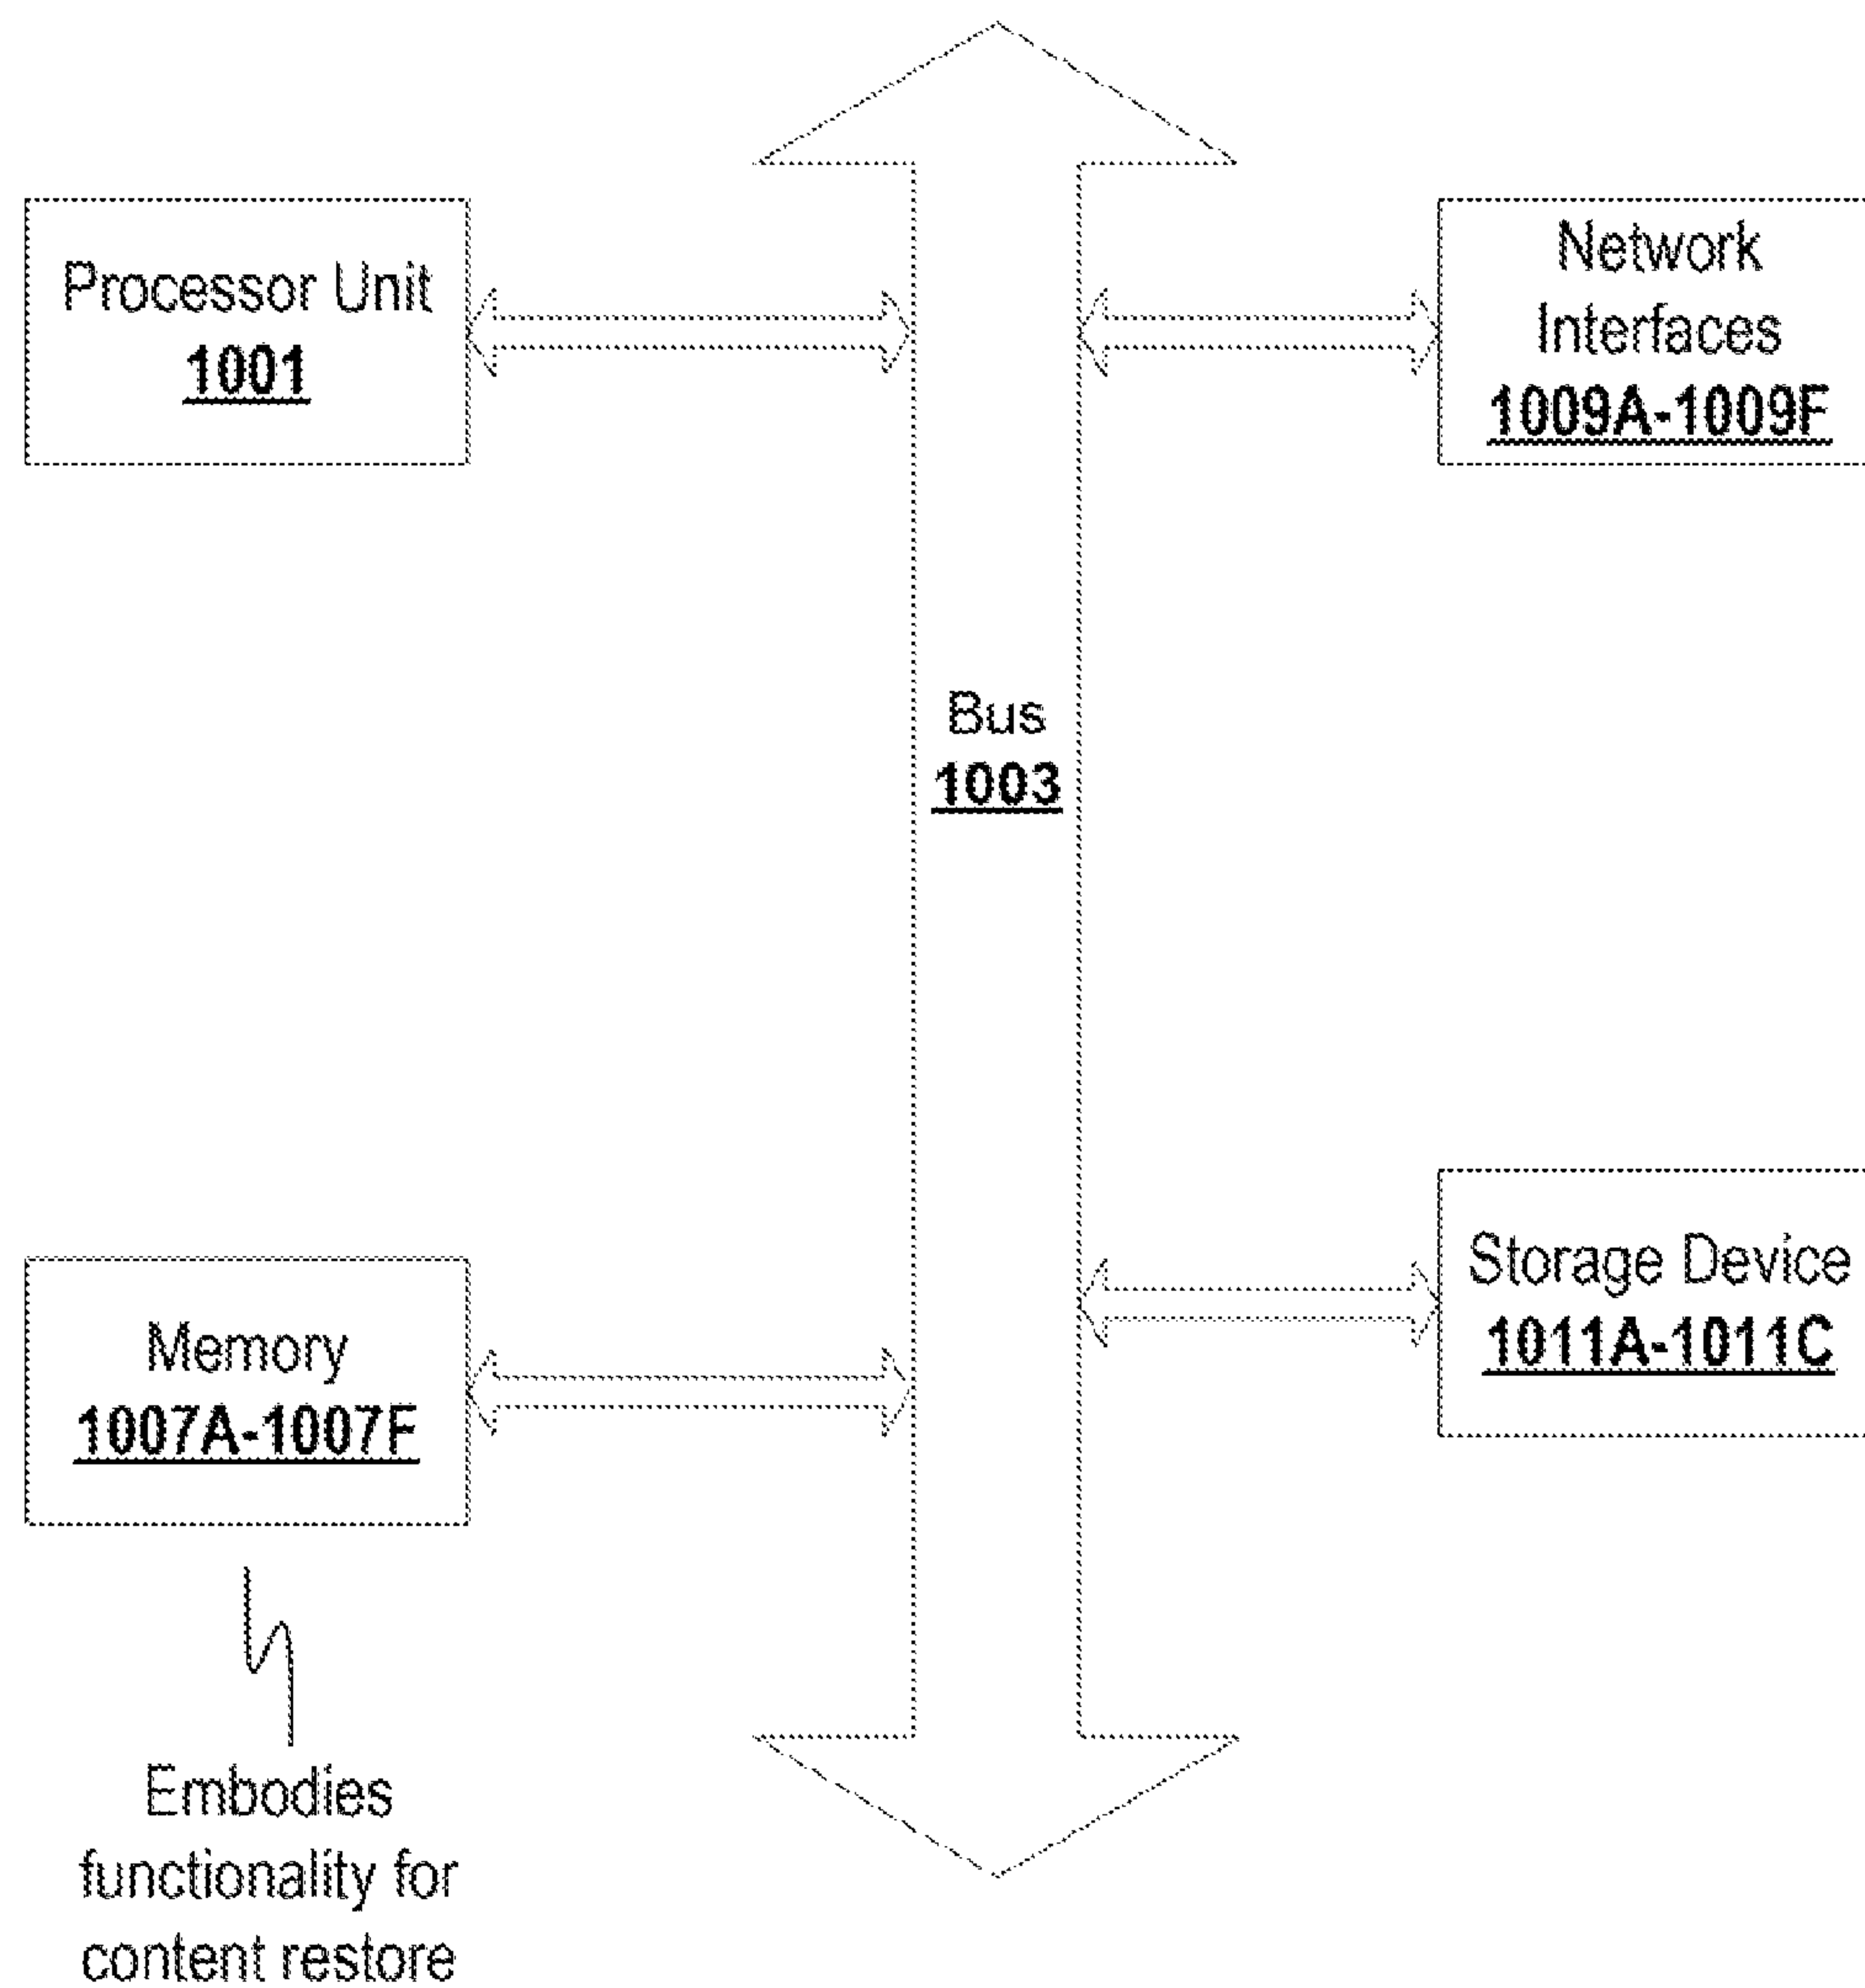 Processor Unit
1001
Network
Interfaces
1009A-1009F
Bus
1003
Memory
1007A-1007F
Storage Device
1011A-1011C
Embodies
functionality for
content restore